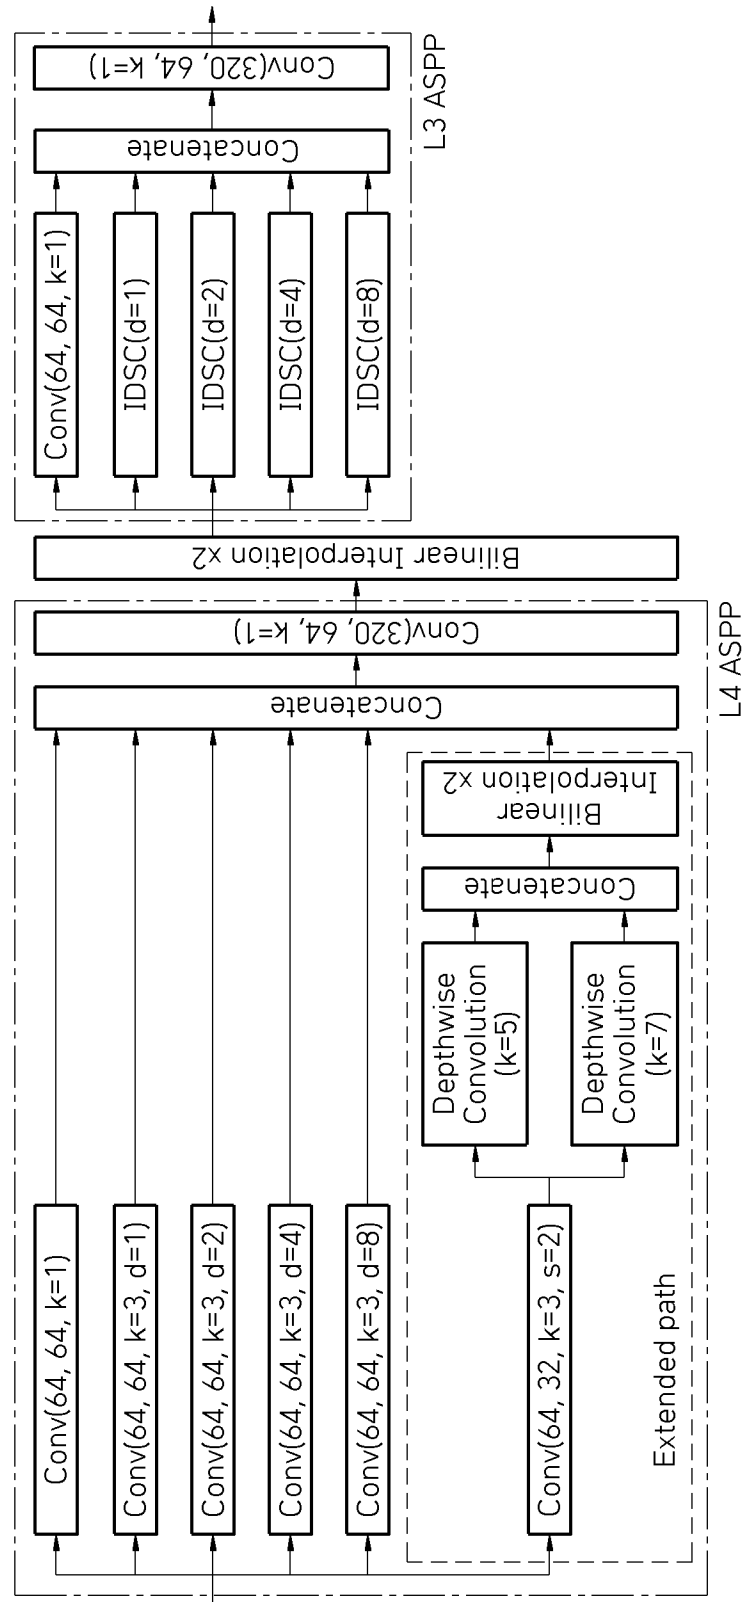 Conv(64, 64, k=1)
Conv(64, 64, k=3, d=1)
Conv(64, 64, k=3, d=2)
Conv(64, 64, k=3, d=4)
Conv(64, 64, k=3, d=8)
Conv(64, 32, k=3, s=2)
Extended path
Depthwise
Convolution
(k=5)
Depthwise
Convolution
(k=7)
Concatenate
Bilinear
Interpolation x2
Concatenate
Conv(320, 64, k=1)
L4 ASPP
Bilinear Interpolation x2
Conv(64, 64, k=1)
IDSC(d=1)
IDSC(d=2)
IDSC(d=4)
IDSC(d=8)
Concatenate
Conv(320, 64, k=1)
L3 ASPP